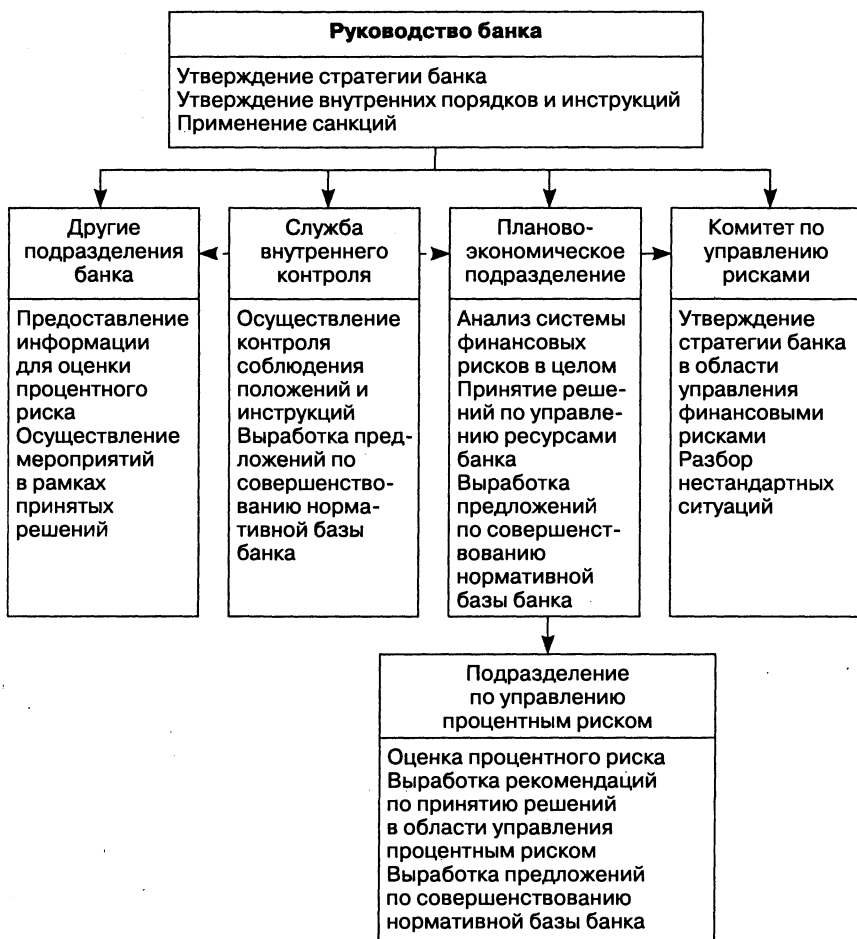 Руководство банка
Утверждение стратегии банка
Утверждение внутренних порядков и инструкций
Применение санкций
Другие
подразделения
банка
Предоставление
информации
для оценки
процентного
риска
Осуществление
мероприятий
в рамках
принятых
решений
Служба
внутреннего
контроля
Осуществление
контроля
соблюдения
положений и
инструкций
Выработка пред-
ложений по
совершенство-
ванию норма-
тивной базы
банка
Планово-
экономическое
подразделение
Анализ системы
финансовых
рисков в целом
Принятие реше-
ний по управле-
нию ресурсами
банка
Выработка
предложений
по совершенст-
вованию
нормативной
базы банка
Комитет по
управлению
рисками
Утверждение
стратегии банка
в области
управления
финансовыми
рисками
Разбор
нестандартных
ситуаций
Подразделение
по управлению
процентным риском
Оценка процентного риска
Выработка рекомендаций
по принятию решений
в области управления
процентным риском
Выработка предложений
по совершенствованию
нормативной базы банка